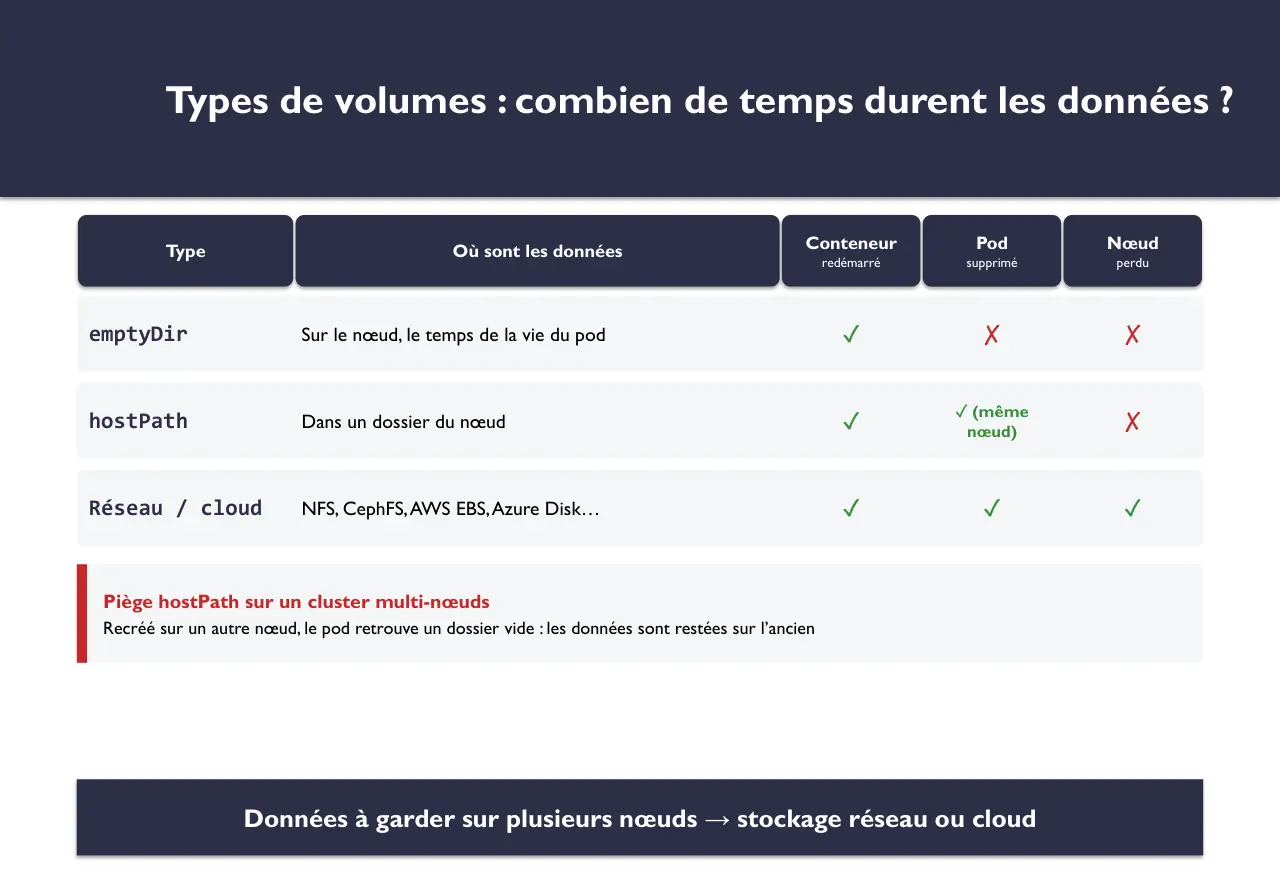 Types de volumes : combien de temps durent les données ?
Type
Où sont les données
Conteneur
redémarré
Pod
supprimé
Nœud
perdu
emptyDir
Sur le nœud, le temps de la vie du pod
✓
✗
✗
hostPath
Dans un dossier du nœud
✓
✓ (même
nœud)
✗
Réseau / cloud
NFS, CephFS, AWS EBS, Azure Disk…
✓
✓
✓
Piège hostPath sur un cluster multi-nœuds
Recréé sur un autre nœud, le pod retrouve un dossier vide : les données sont restées sur l’ancien
Données à garder sur plusieurs nœuds → stockage réseau ou cloud